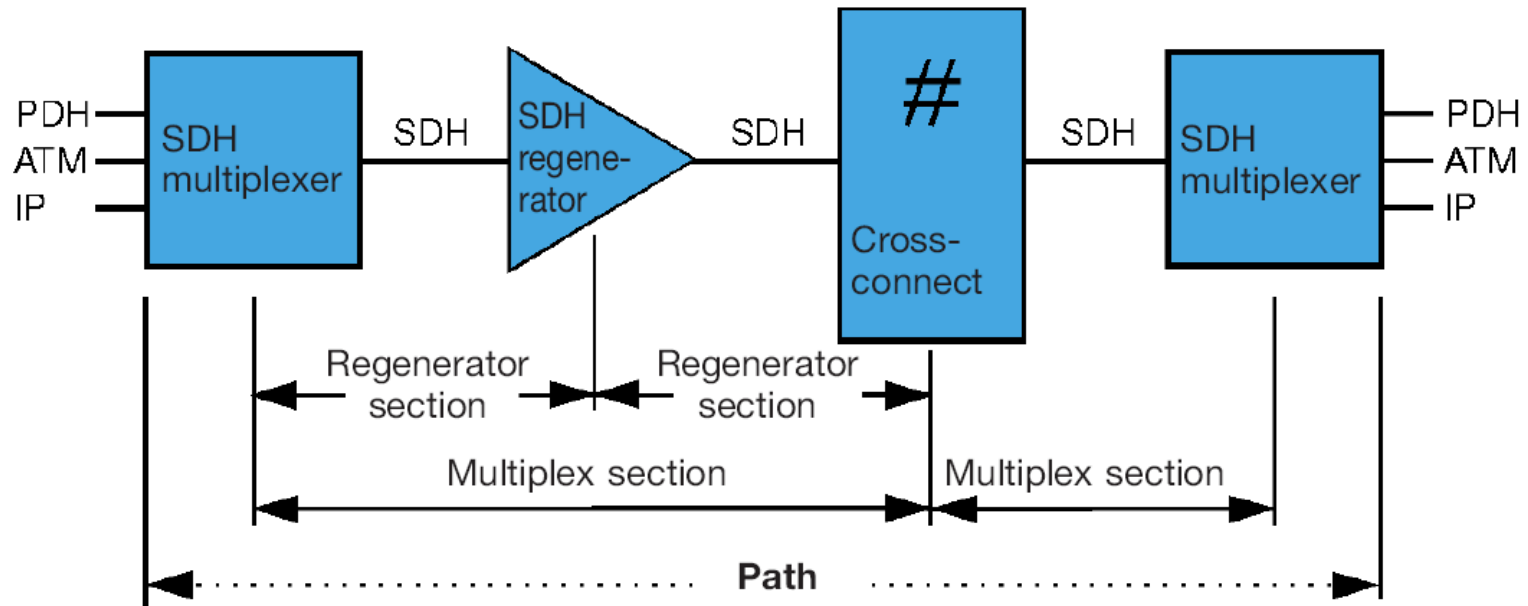 PDH
ATM
IP
SDH
multiplexer
SDH
SDH
regene-
rator
SDH
#
Cross-
connect
SDH
SDH
multiplexer
PDH
ATM
IP
Regenerator
section
Regenerator
section
Multiplex section
Multiplex section
Path